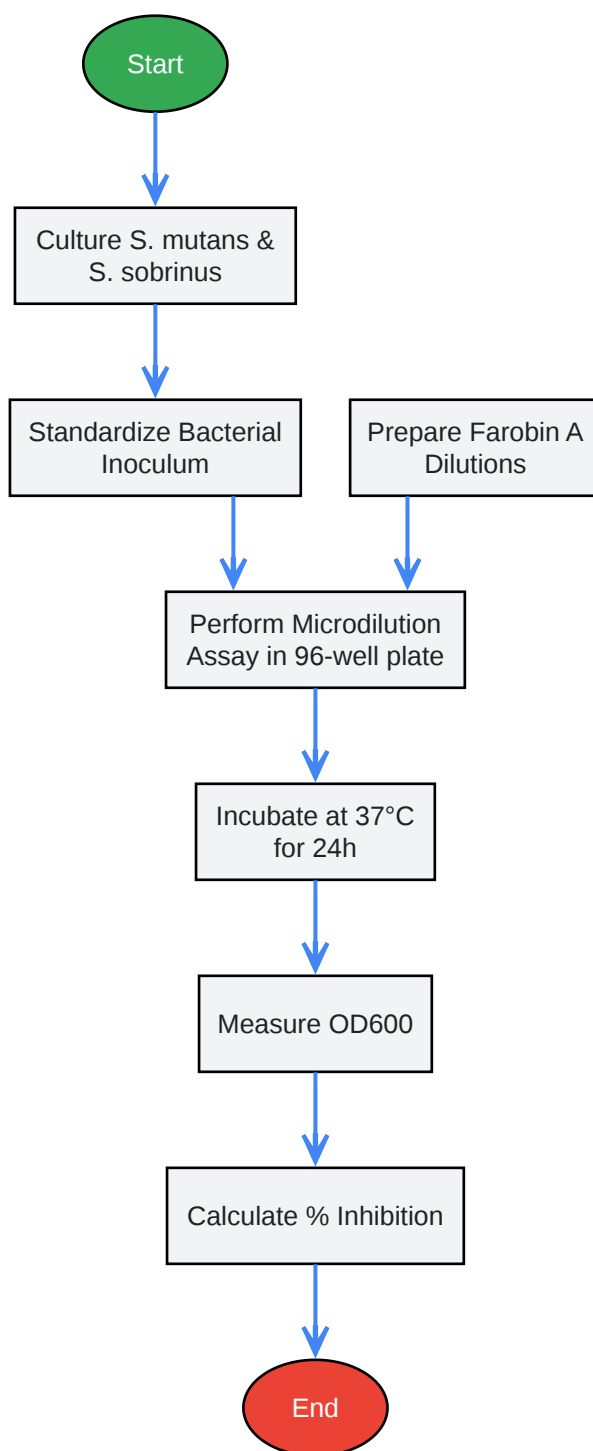 Start
Culture S. mutans &
S. sobrinus
Standardize Bacterial
Inoculum
Prepare Farobin A
Dilutions
Perform Microdilution
Assay in 96-well plate
Incubate at 37°C
for 24h
Measure OD600
Calculate % Inhibition
End